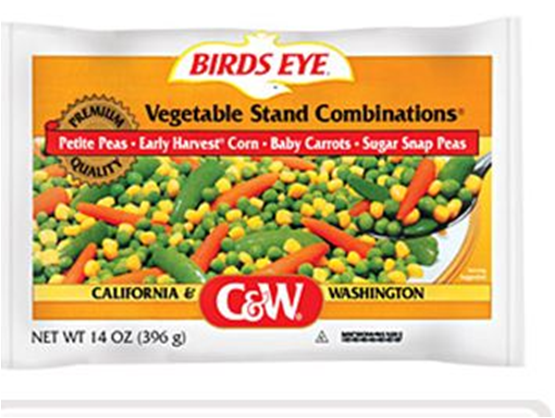 BIRDS EYE
PREMIUM
QUALITY
Vegetable Stand Combinations®
Petite Peas • Early Harvest® Corn • Baby Carrots • Sugar Snap Peas
CALIFORNIA & C&W® WASHINGTON
NET WT 14 OZ (396 g)